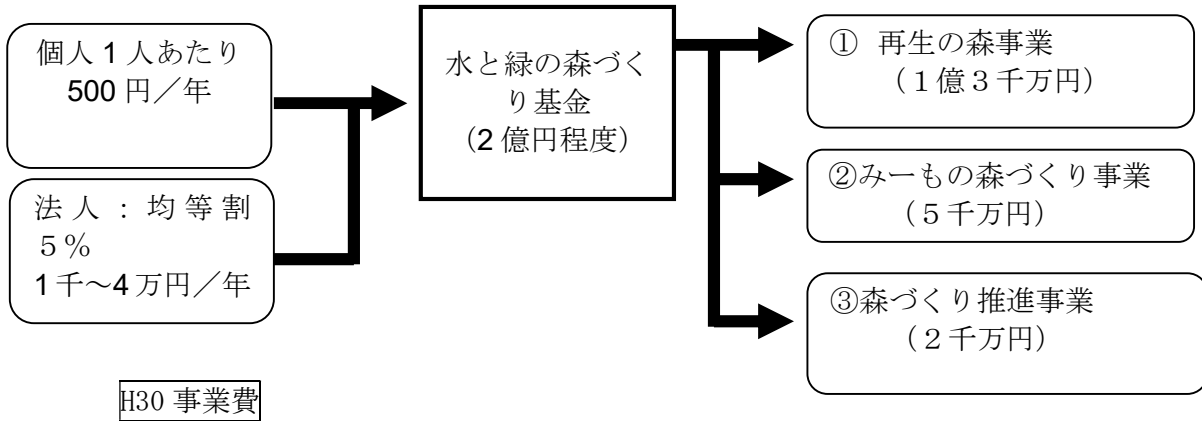 個人１人あたり
500 円／年
法人：均等割
５％
1 千～4 万円／年
水と緑の森づく
り基金
（2 億円程度）
① 再生の森事業
（１億３千万円）
②みーもの森づくり事業
（５千万円）
③森づくり推進事業
（２千万円）
H30 事業費